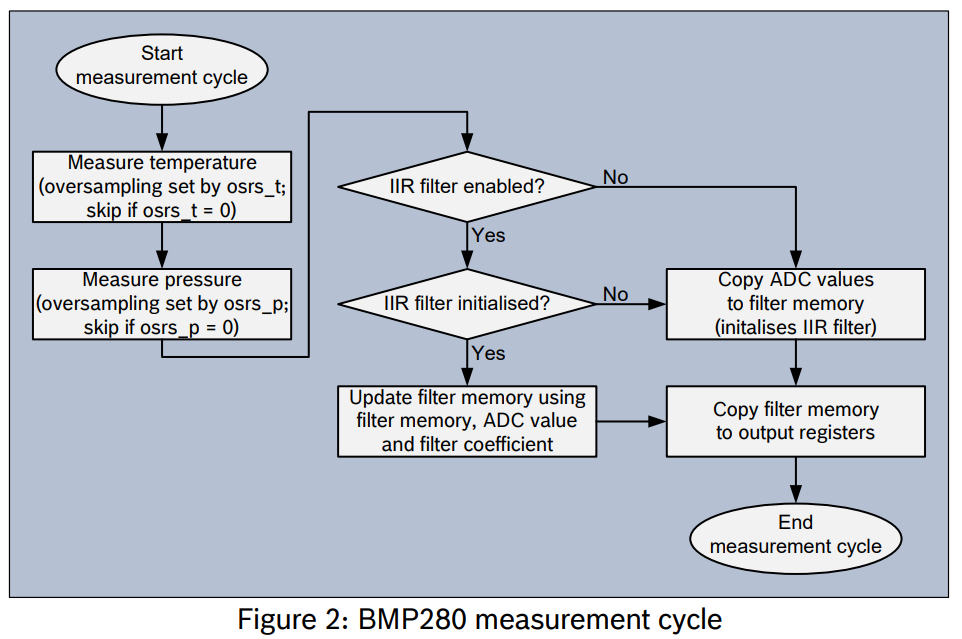 Start
measurement cycle
Measure temperature
(oversampling set by osrs_t;
skip if osrs_t = 0)
Measure pressure
(oversampling set by osrs_p;
skip if osrs_p = 0)
IIR filter enabled?
No
Yes
IIR filter initialised?
No
Yes
Copy ADC values
to filter memory
(initalises IIR filter)
Update filter memory using
filter memory, ADC value
and filter coefficient
Copy filter memory
to output registers
End
measurement cycle
Figure 2: BMP280 measurement cycle